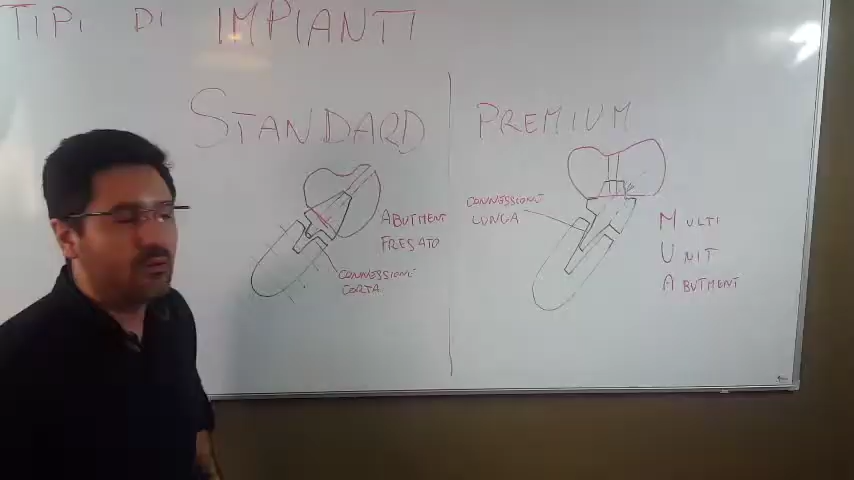 TIPI DI IMPIANTI
STANDARD
ABUTMENT
FRESATO
CONNESSIONE
CORTA
PREMIUM
CONNESSIONE
LUNGA
MULTI
UNIT
ABUTMENT